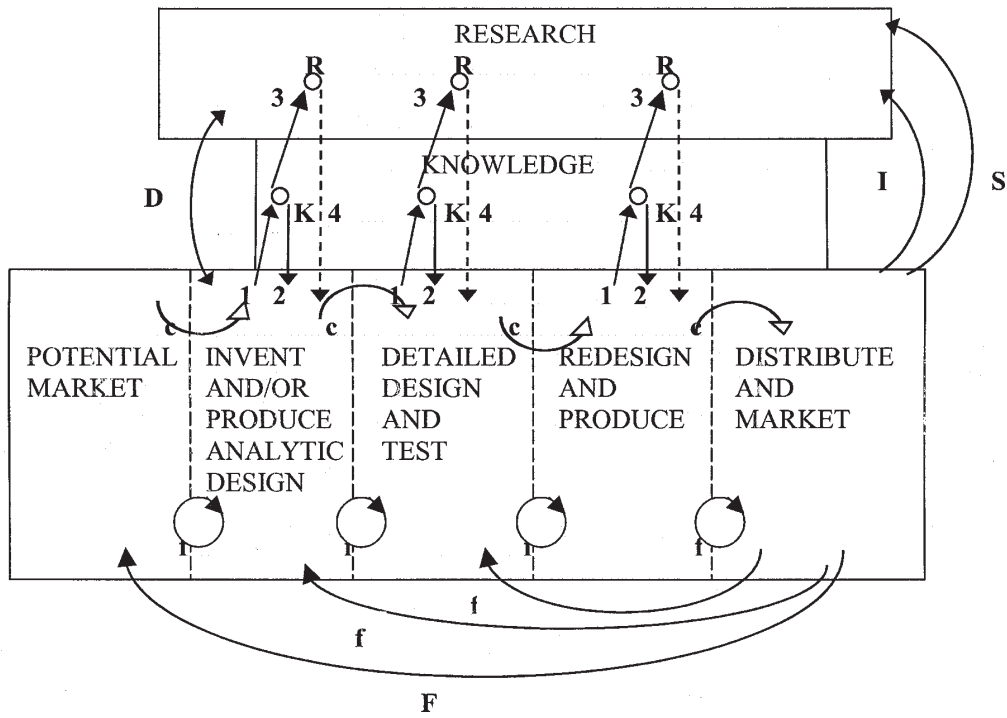 RESEARCH
R R R
3 3 3
KNOWLEDGE
D I S
K 4 K 4 K 4
1 2 1 2 1 2
c c c c
POTENTIAL
MARKET
INVENT
AND/OR
PRODUCE
ANALYTIC
DESIGN
DETAILED
DESIGN
AND
TEST
REDESIGN
AND
PRODUCE
DISTRIBUTE
AND
MARKET
f
f
f
F